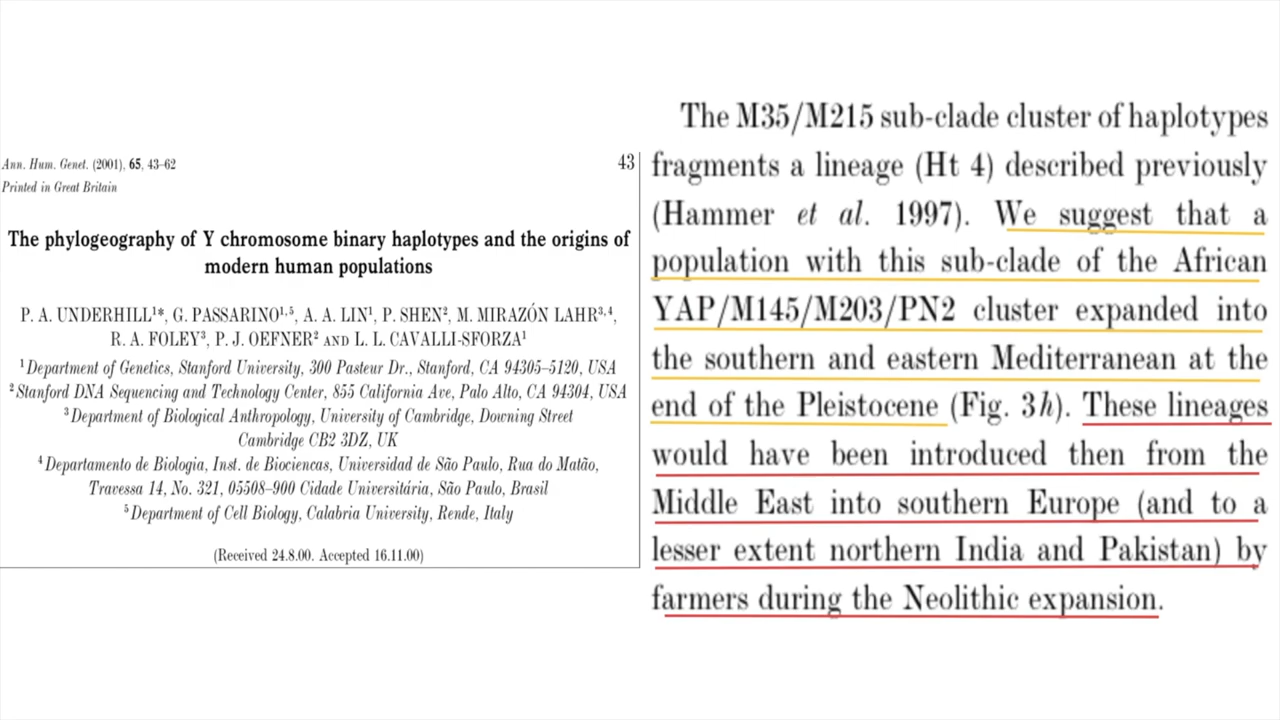 Ann. Hum. Genet. (2001), 65, 43–62
43
Printed in Great Britain
The phylogeography of Y chromosome binary haplotypes and the origins of
modern human populations
P. A. UNDERHILL¹*, G. PASSARINO¹,⁵, A. A. LIN¹, P. SHEN², M. MIRAZÓN LAHR³,⁴,
R. A. FOLEY³, P. J. OEFNER² AND L. L. CAVALLI-SFORZA¹
¹Department of Genetics, Stanford University, 300 Pasteur Dr., Stanford, CA 94305–5120, USA
²Stanford DNA Sequencing and Technology Center, 855 California Ave, Palo Alto, CA 94304, USA
³Department of Biological Anthropology, University of Cambridge, Downing Street
Cambridge CB2 3DZ, UK
⁴Departamento de Biologia, Inst. de Biociencas, Universidad de São Paulo, Rua do Matão,
Travessa 14, No. 321, 05508–900 Cidade Universitária, São Paulo, Brasil
⁵Department of Cell Biology, Calabria University, Rende, Italy
(Received 24.8.00. Accepted 16.11.00)
The M35/M215 sub-clade cluster of haplotypes
fragments a lineage (Ht 4) described previously
(Hammer et al. 1997). We suggest that a
population with this sub-clade of the African
YAP/M145/M203/PN2 cluster expanded into
the southern and eastern Mediterranean at the
end of the Pleistocene (Fig. 3h). These lineages
would have been introduced then from the
Middle East into southern Europe (and to a
lesser extent northern India and Pakistan) by
farmers during the Neolithic expansion.